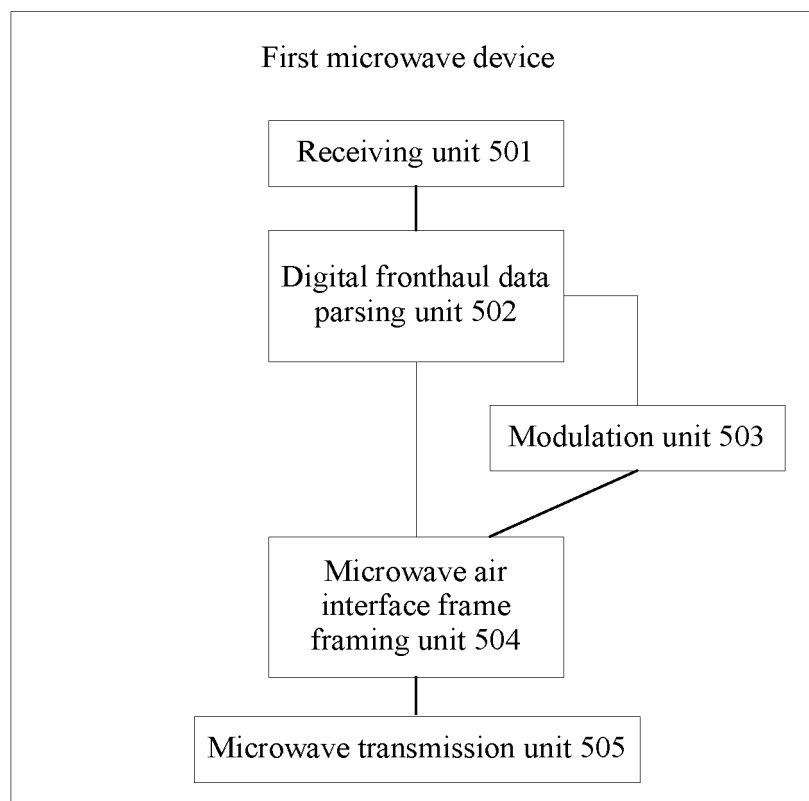 First microwave device
Receiving unit 501
Digital fronthaul data
parsing unit 502
Modulation unit 503
Microwave air
interface frame
framing unit 504
Microwave transmission unit 505